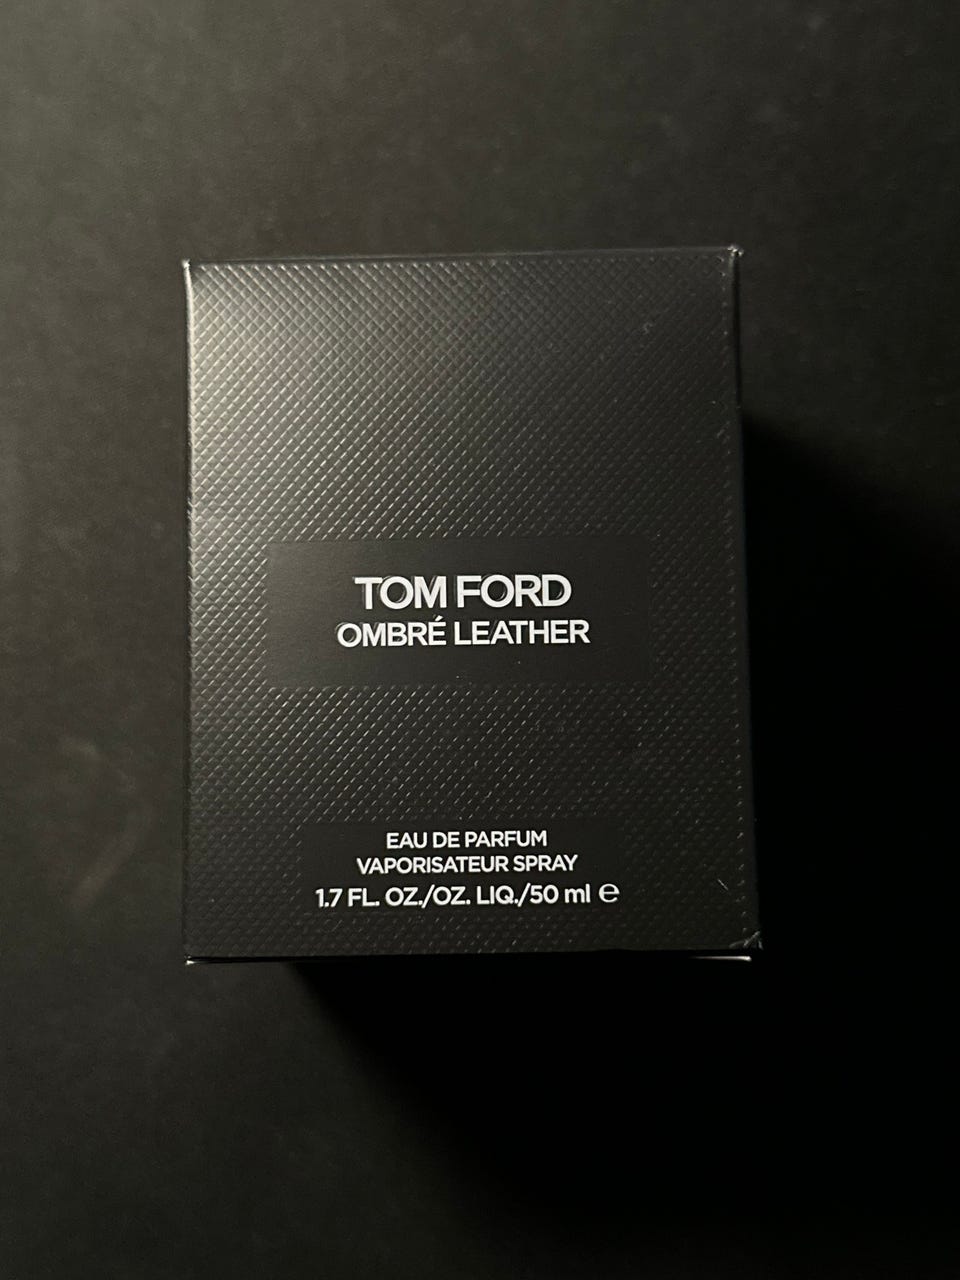 TOM FORD
OMBRÉ LEATHER
EAU DE PARFUM
VAPORISATEUR SPRAY
1.7 FL. OZ./OZ. LIQ./50 ml ℮